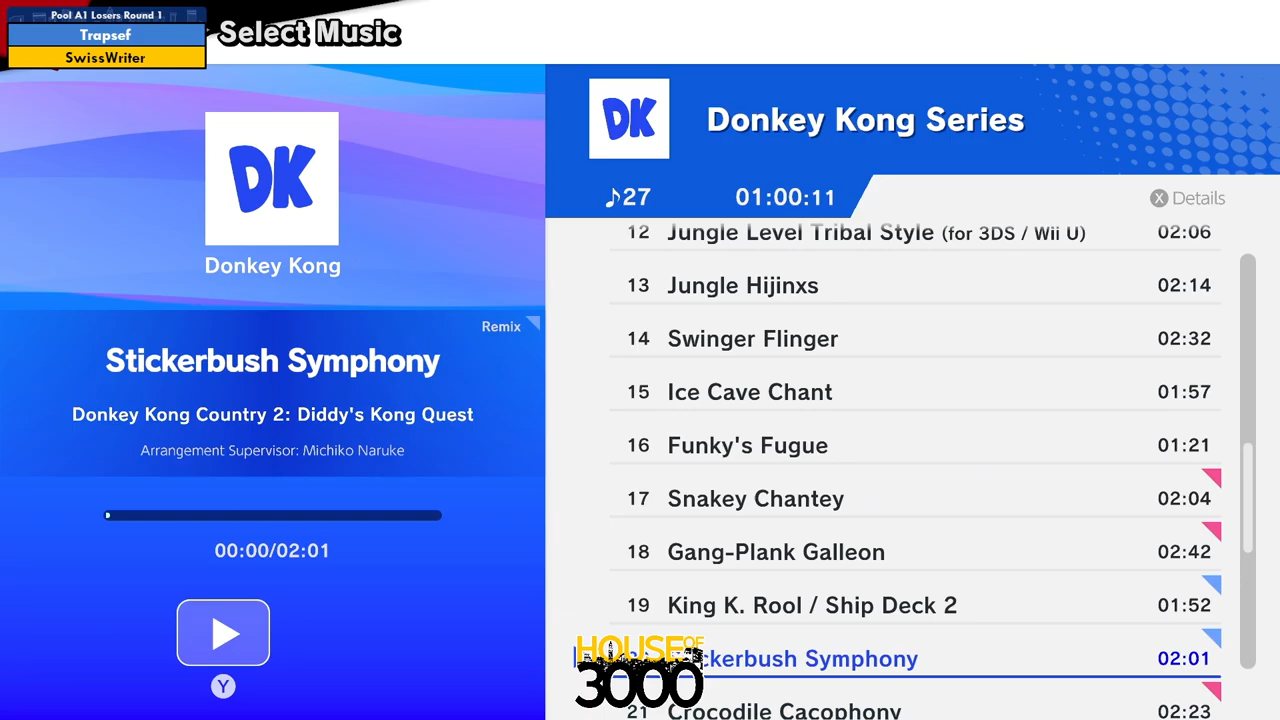 Pool A1 Losers Round 1
Trapsef
SwissWriter
Select Music
DK
Donkey Kong
Remix
Stickerbush Symphony
Donkey Kong Country 2: Diddy's Kong Quest
Arrangement Supervisor: Michiko Naruke
00:00/02:01
Y
DK
Donkey Kong Series
♪27 01:00:11
X Details
12 Jungle Level Tribal Style (for 3DS / Wii U) 02:06
13 Jungle Hijinxs 02:14
14 Swinger Flinger 02:32
15 Ice Cave Chant 01:57
16 Funky's Fugue 01:21
17 Snakey Chantey 02:04
18 Gang-Plank Galleon 02:42
19 King K. Rool / Ship Deck 2 01:52
ckerbush Symphony 02:01
21 Crocodile Cacophony 02:23
HOUSE OF
3000